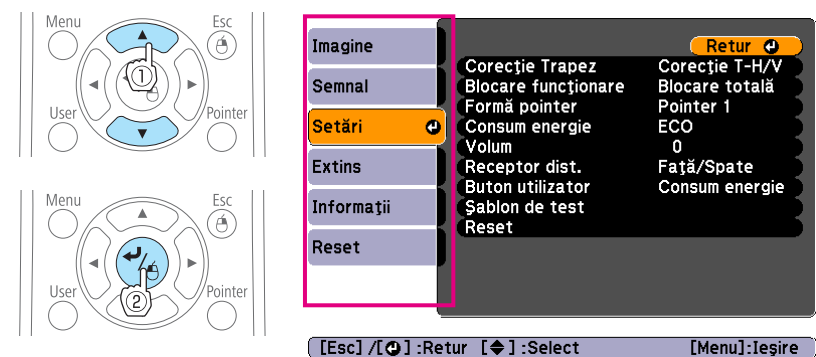 Menu Esc
①
User Pointer
Menu Esc
②
User Pointer
Imagine
Semnal
Setări
Extins
Informaţii
Reset
Retur
Corecţie Trapez Corecţie T-H/V
Blocare funcţionare Blocare totală
Formă pointer Pointer 1
Consum energie ECO
Volum 0
Receptor dist. Faţă/Spate
Buton utilizator Consum energie
Şablon de test
Reset
[Esc] /[ ] :Retur [ ] :Select [Menu]:Ieşire